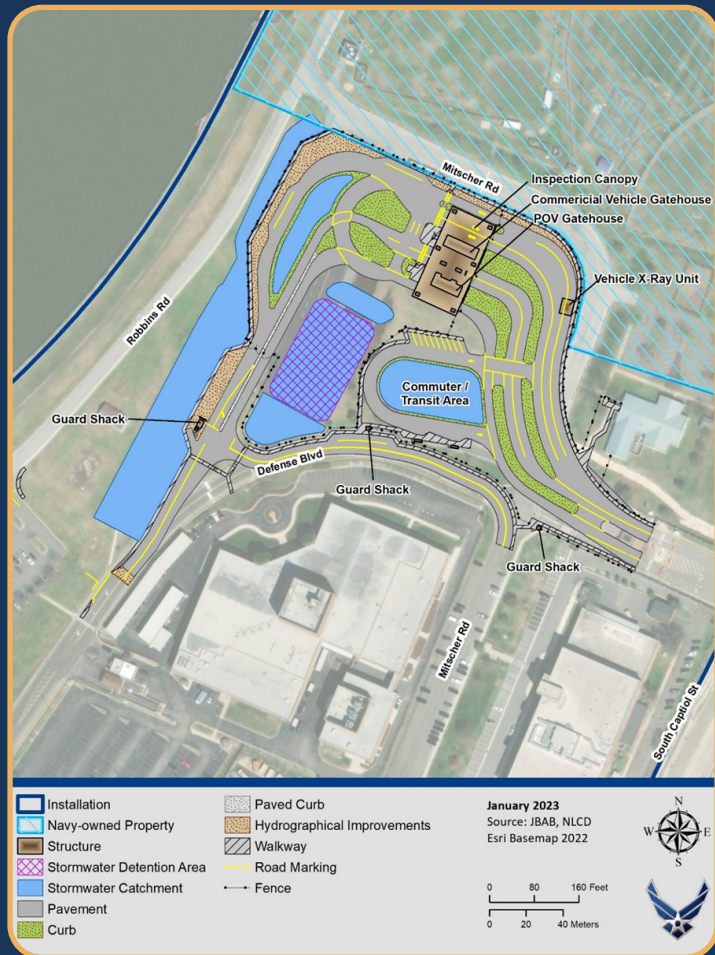 Mitscher Rd
Inspection Canopy
Commericial Vehicle Gatehouse
POV Gatehouse
Vehicle X-Ray Unit
Robbins Rd
Commuter /
Transit Area
Guard Shack
Defense Blvd
Guard Shack
Guard Shack
Mitscher Rd
South Captiol St
Installation
Navy-owned Property
Structure
Stormwater Detention Area
Stormwater Catchment
Pavement
Curb
Paved Curb
Hydrographical Improvements
Walkway
Road Marking
Fence
January 2023
Source: JBAB, NLCD
Esri Basemap 2022
N
W E
S
0 80 160 Feet
0 20 40 Meters